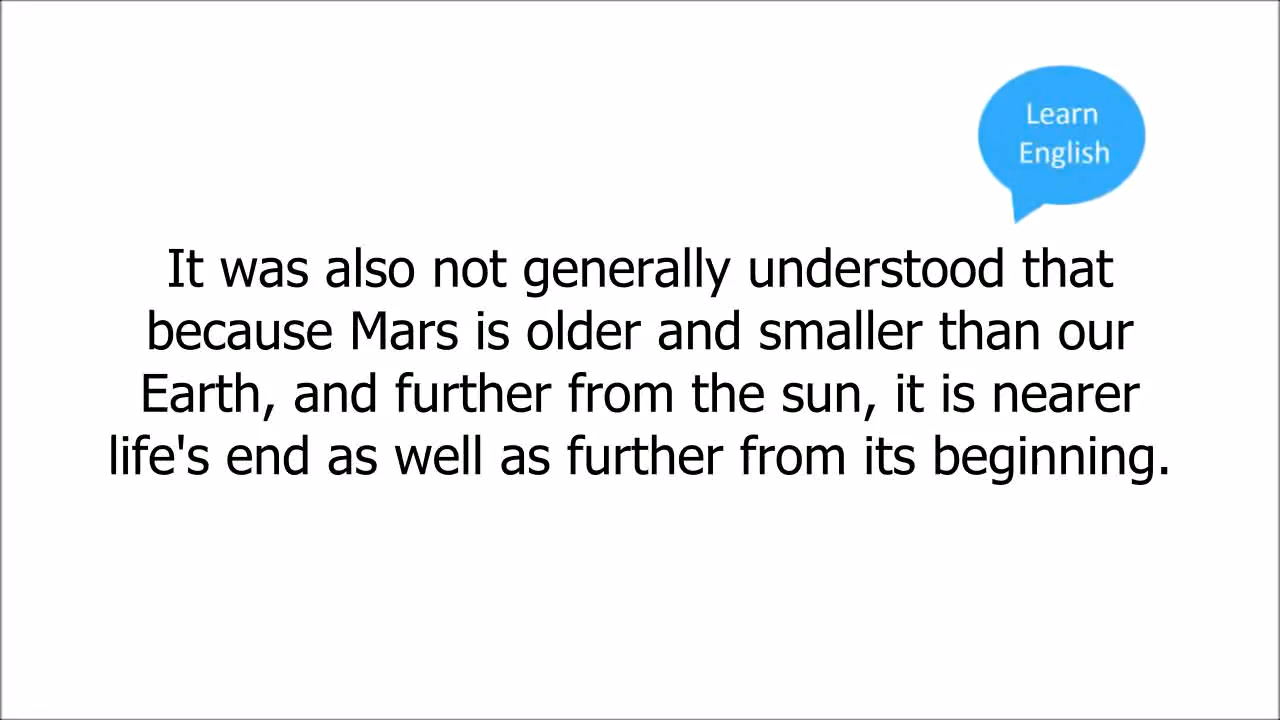 Learn
English
It was also not generally understood that
because Mars is older and smaller than our
Earth, and further from the sun, it is nearer
life's end as well as further from its beginning.